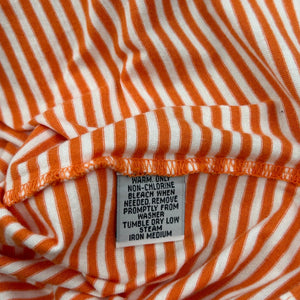 WARM. ONLY
NON-CHLORINE
BLEACH WHEN
NEEDED. REMOVE
PROMPTLY FROM
WASHER
TUMBLE DRY LOW
STEAM
IRON MEDIUM